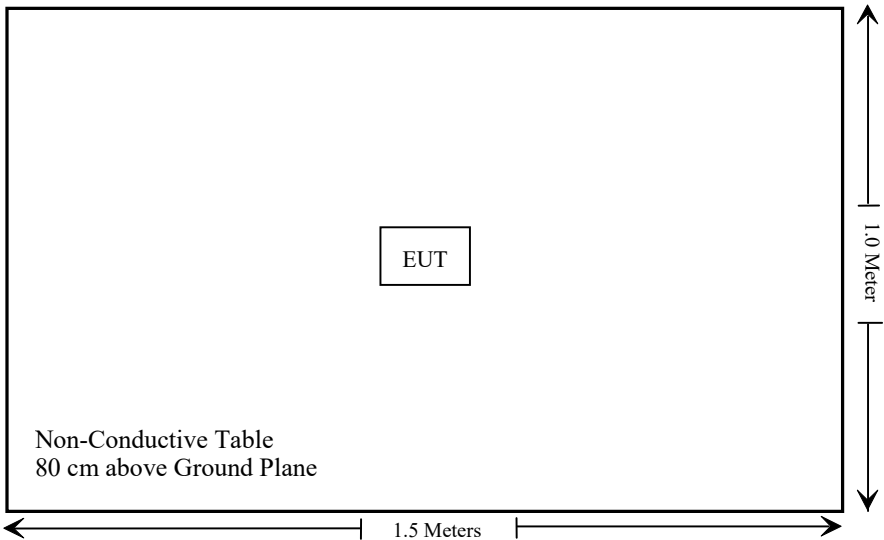 EUT
1.0 Meter
Non-Conductive Table
80 cm above Ground Plane
1.5 Meters